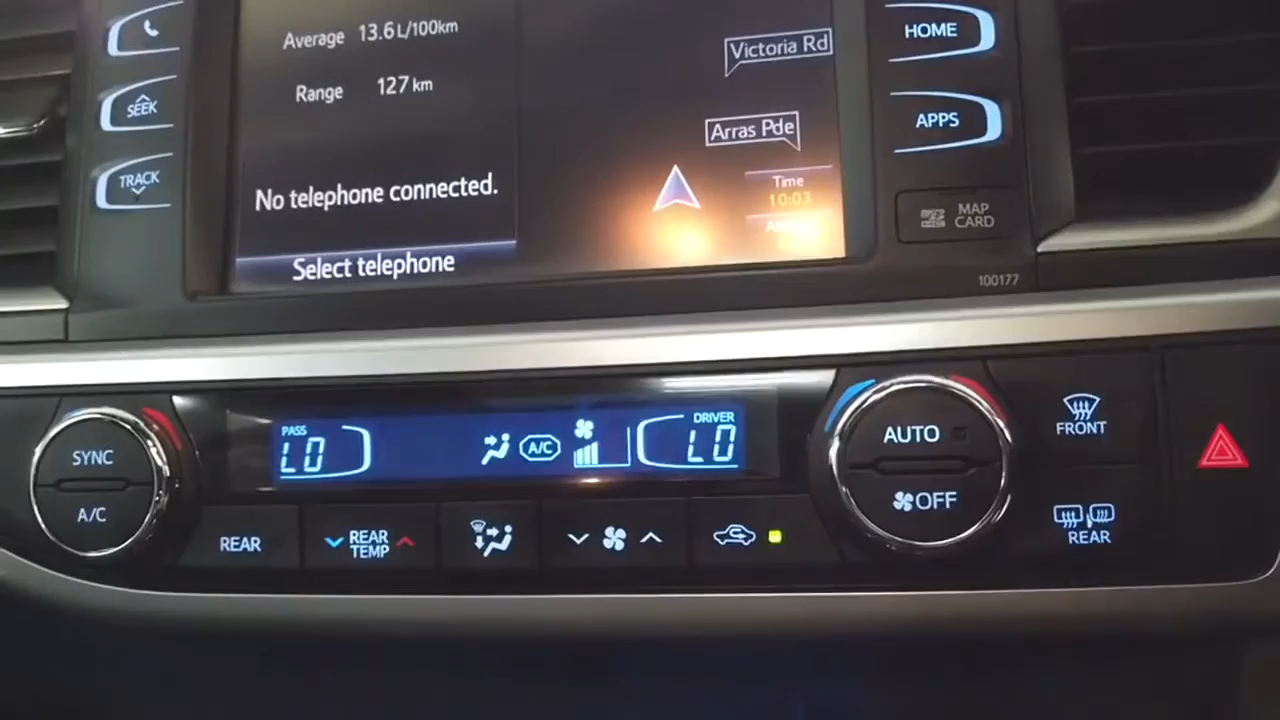 Average 13.6 L/100km
Range 127 km
No telephone connected.
Select telephone
Victoria Rd
Arras Pde
Time
10:03
SEEK
TRACK
HOME
APPS
MAP
CARD
100177
SYNC
A/C
PASS
LO
A/C
DRIVER
LO
AUTO
OFF
FRONT
REAR
REAR
TEMP
REAR